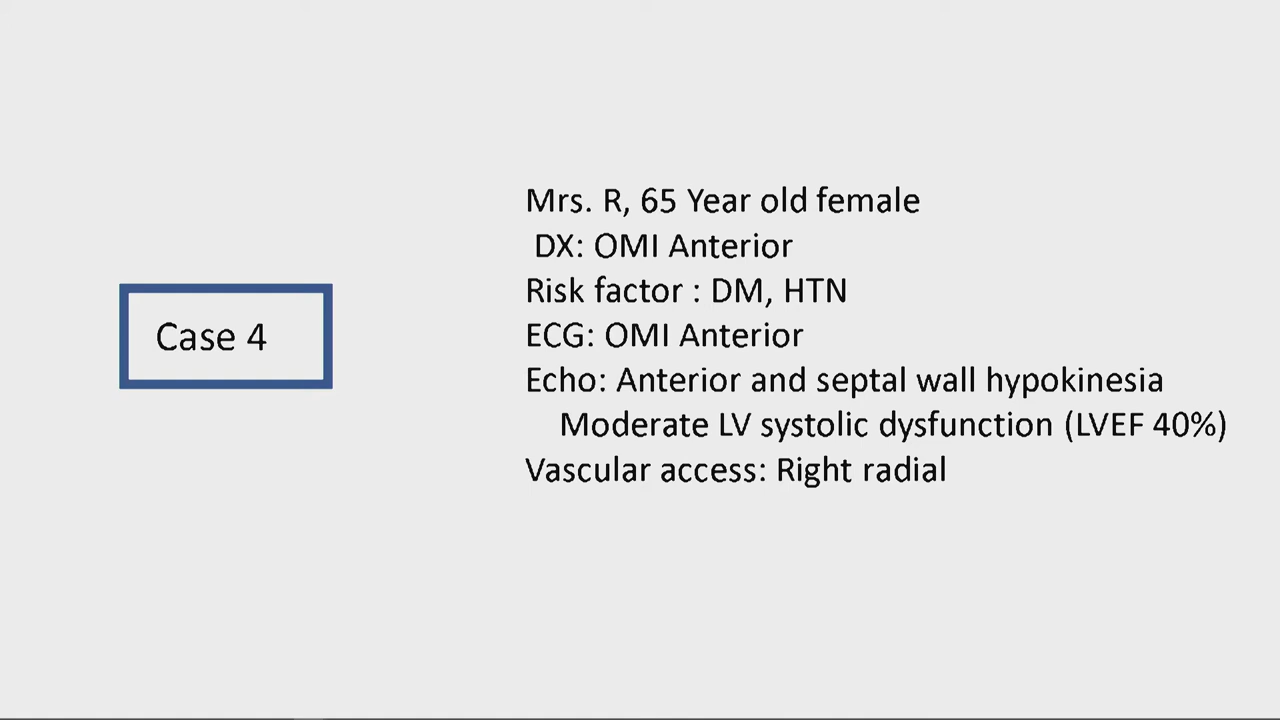 Case 4
Mrs. R, 65 Year old female
DX: OMI Anterior
Risk factor : DM, HTN
ECG: OMI Anterior
Echo: Anterior and septal wall hypokinesia
Moderate LV systolic dysfunction (LVEF 40%)
Vascular access: Right radial